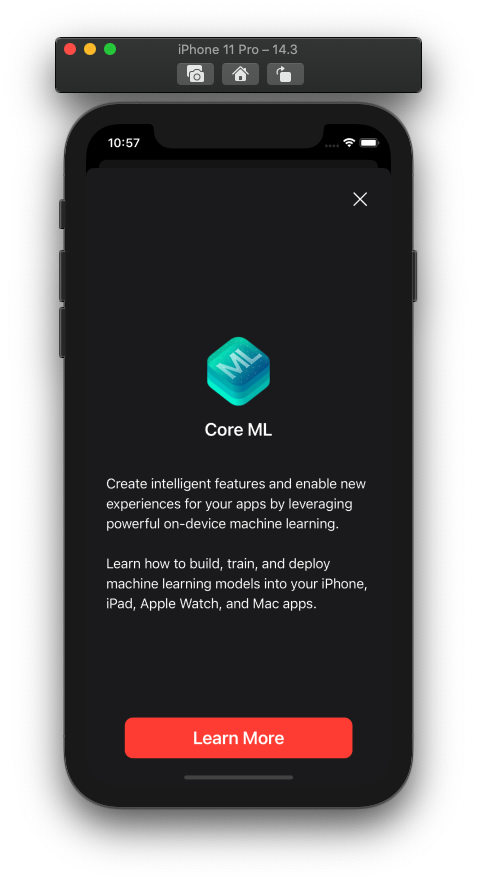 iPhone 11 Pro – 14.3
10:57
ML
Core ML
Create intelligent features and enable new
experiences for your apps by leveraging
powerful on-device machine learning.
Learn how to build, train, and deploy
machine learning models into your iPhone,
iPad, Apple Watch, and Mac apps.
Learn More